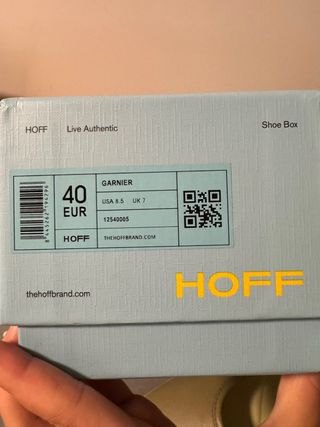 HOFF Live Authentic Shoe Box
40
EUR
GARNIER
USA 8.5 UK 7
12540005
HOFF THEHOFFBRAND.COM
HOFF
thehoffbrand.com